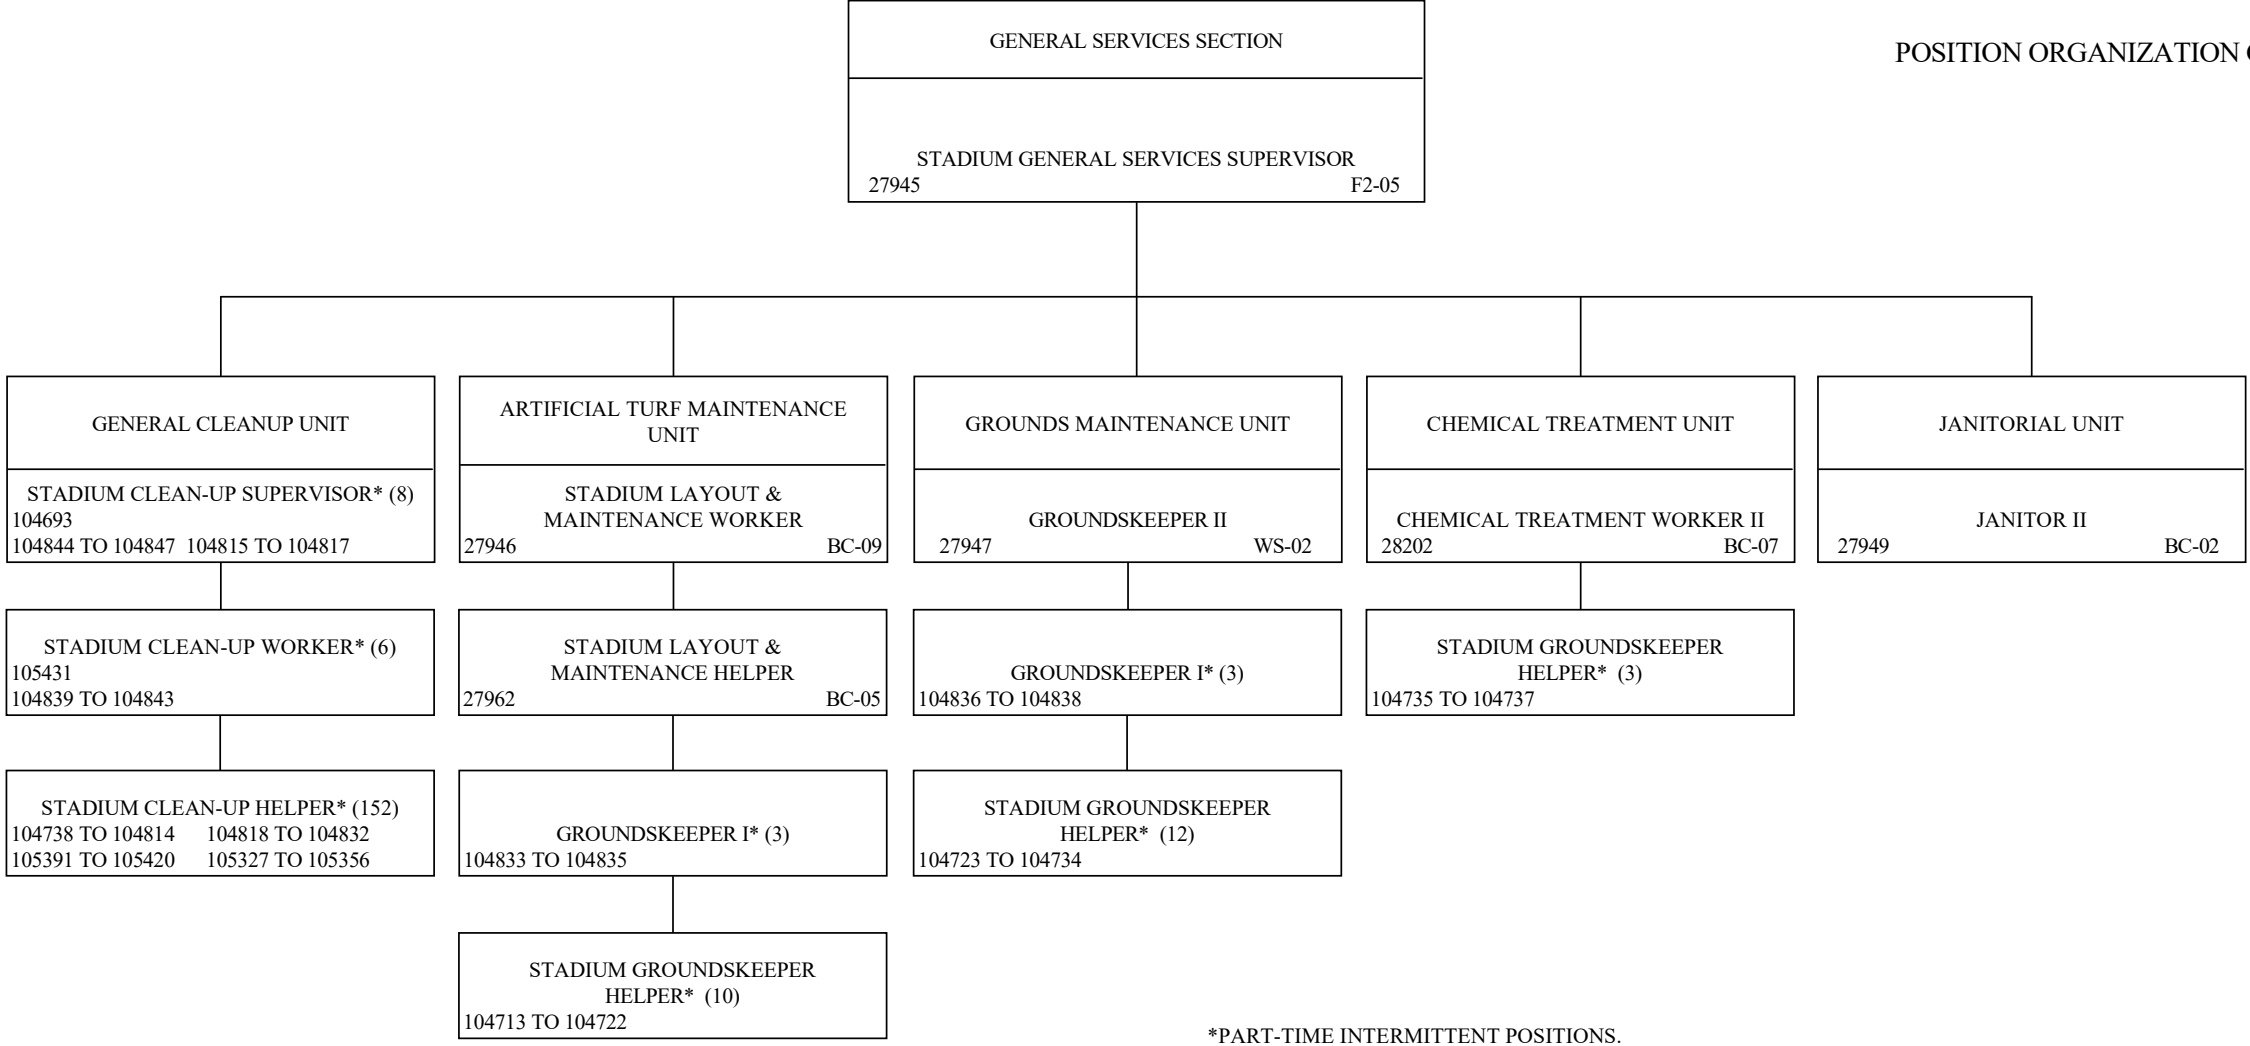 GENERAL SERVICES SECTION
POSITION ORGANIZATION
STADIUM GENERAL SERVICES SUPERVISOR
27945 F2-05
GENERAL CLEANUP UNIT
STADIUM CLEAN-UP SUPERVISOR* (8)
104693
104844 TO 104847 104815 TO 104817
STADIUM CLEAN-UP WORKER* (6)
105431
104839 TO 104843
STADIUM CLEAN-UP HELPER* (152)
104738 TO 104814 104818 TO 104832
105391 TO 105420 105327 TO 105356
ARTIFICIAL TURF MAINTENANCE
UNIT
STADIUM LAYOUT &
MAINTENANCE WORKER
27946 BC-09
STADIUM LAYOUT &
MAINTENANCE HELPER
27962 BC-05
GROUNDSKEEPER I* (3)
104833 TO 104835
STADIUM GROUNDSKEEPER
HELPER* (10)
104713 TO 104722
GROUNDS MAINTENANCE UNIT
GROUNDSKEEPER II
27947 WS-02
GROUNDSKEEPER I* (3)
104836 TO 104838
STADIUM GROUNDSKEEPER
HELPER* (12)
104723 TO 104734
CHEMICAL TREATMENT UNIT
CHEMICAL TREATMENT WORKER II
28202 BC-07
STADIUM GROUNDSKEEPER
HELPER* (3)
104735 TO 104737
JANITORIAL UNIT
JANITOR II
27949 BC-02
*PART-TIME INTERMITTENT POSITIONS.